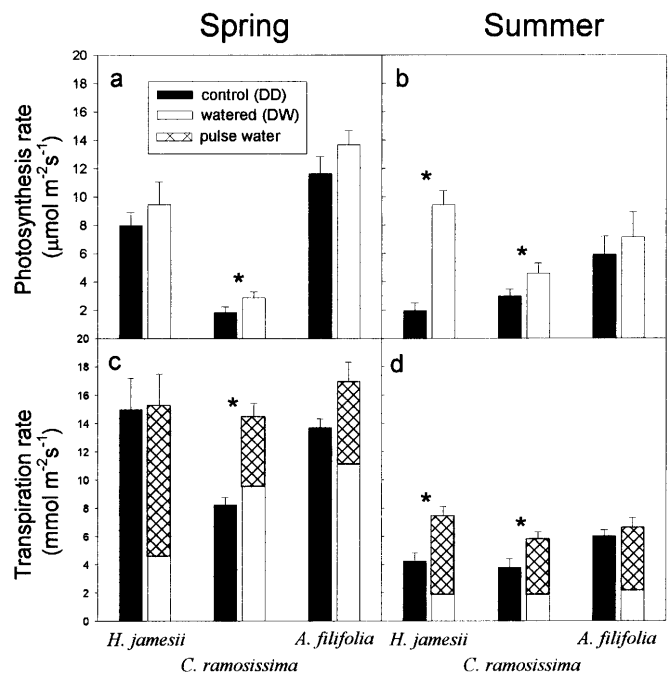 Spring Summer
Photosynthesis rate
(μmol m⁻²s⁻¹)
20
18
16
14
12
10
8
6
4
2
a
control (DD)
watered (DW)
pulse water
*
b
*
*
Transpiration rate
(mmol m⁻²s⁻¹)
20
18
16
14
12
10
8
6
4
2
0
c
*
d
*
*
H. jamesii A. filifolia H. jamesii A. filifolia
C. ramosissima C. ramosissima